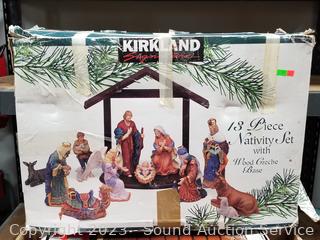 KIRKLAND
Signature
13 Piece
Nativity Set
with
Wood Creche
Base
Copyright 2023 - Sound Auction Service